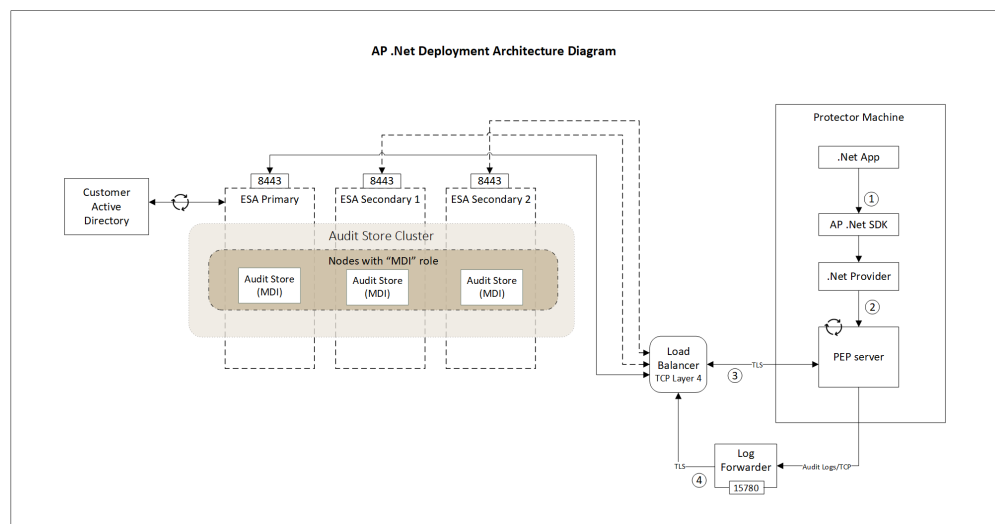 AP .Net Deployment Architecture Diagram
Protector Machine
.Net App
1
AP .Net SDK
.Net Provider
2
PEP server
Customer
Active
Directory
8443
8443
8443
ESA Primary
ESA Secondary 1
ESA Secondary 2
Audit Store Cluster
Nodes with “MDI” role
Audit Store
(MDI)
Audit Store
(MDI)
Audit Store
(MDI)
Load
Balancer
TCP Layer 4
3
TLS
Log
Forwarder
15780
Audit Logs/TCP
TLS
4